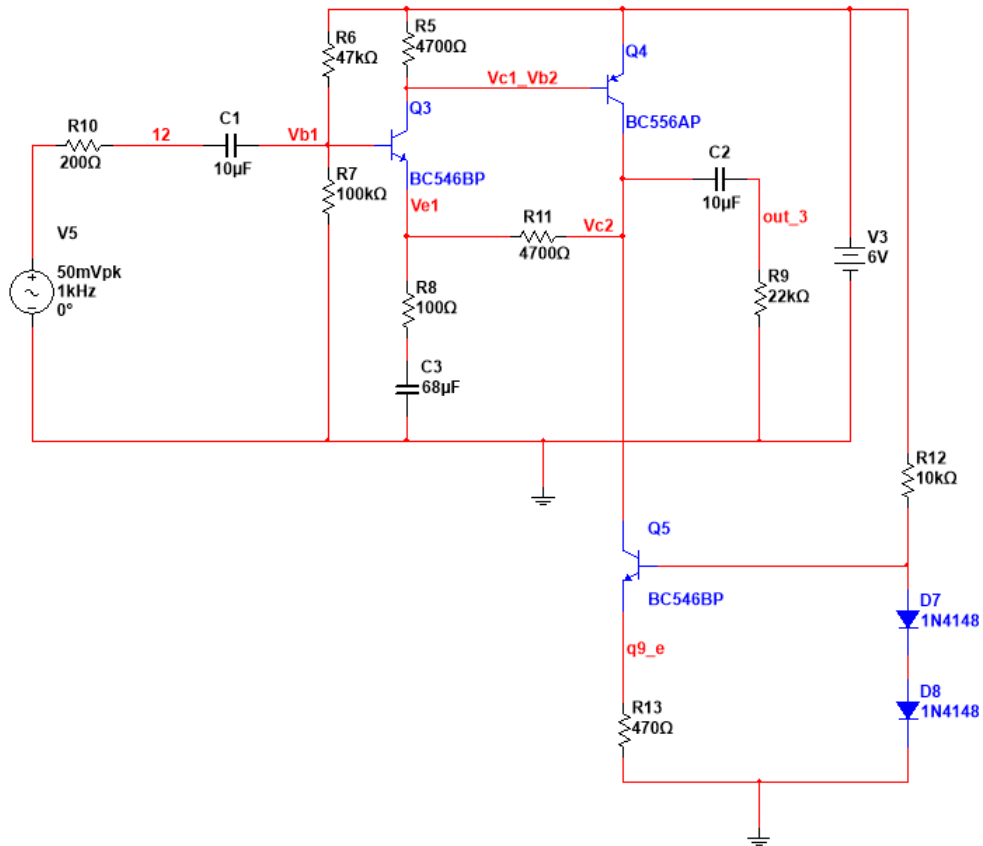 R5
4700Ω
R6
47kΩ
Q4
Vc1_Vb2
Q3
BC556AP
R10
200Ω
12
C1
10µF
Vb1
R7
100kΩ
BC546BP
Ve1
C2
10µF
out_3
R11
4700Ω
Vc2
V3
6V
V5
50mVpk
1kHz
0°
R8
100Ω
R9
22kΩ
C3
68µF
R12
10kΩ
Q5
BC546BP
D7
1N4148
q9_e
D8
1N4148
R13
470Ω